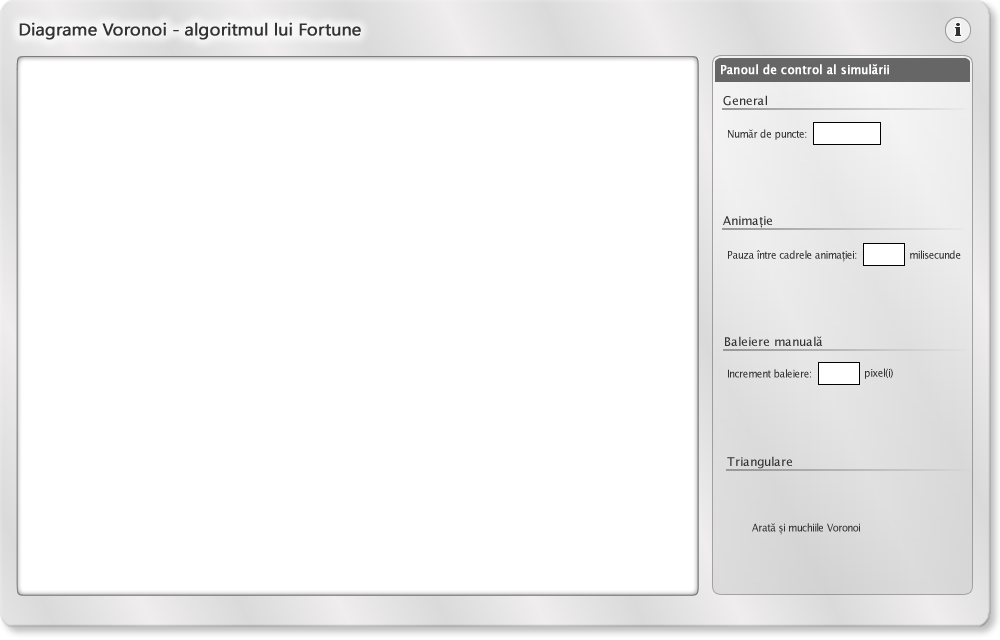 Diagrame Voronoi - algoritmul lui Fortune
i
Panoul de control al simulării
General
Număr de puncte:
Animație
Pauza între cadrele animației: milisecunde
Baleiere manuală
Increment baleiere: pixel(i)
Triangulare
Arată și muchiile Voronoi